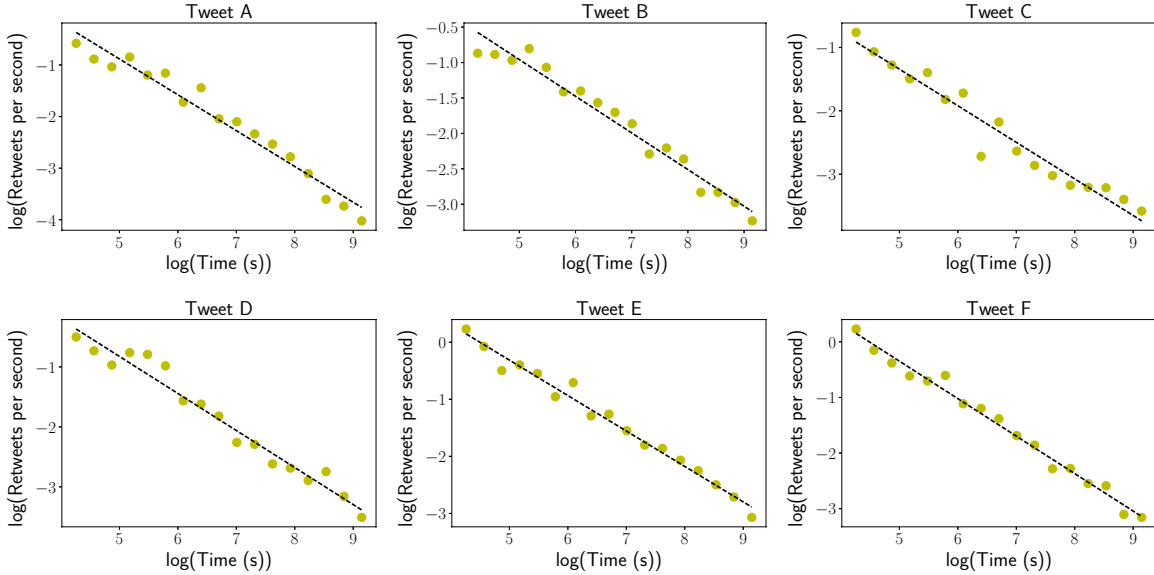 Tweet A
log(Retweets per second)
−1
−2
−3
−4
5 6 7 8 9
log(Time (s))
Tweet B
log(Retweets per second)
−0.5
−1.0
−1.5
−2.0
−2.5
−3.0
5 6 7 8 9
log(Time (s))
Tweet C
log(Retweets per second)
−1
−2
−3
5 6 7 8 9
log(Time (s))
Tweet D
log(Retweets per second)
−1
−2
−3
5 6 7 8 9
log(Time (s))
Tweet E
log(Retweets per second)
0
−1
−2
−3
5 6 7 8 9
log(Time (s))
Tweet F
log(Retweets per second)
0
−1
−2
−3
5 6 7 8 9
log(Time (s))